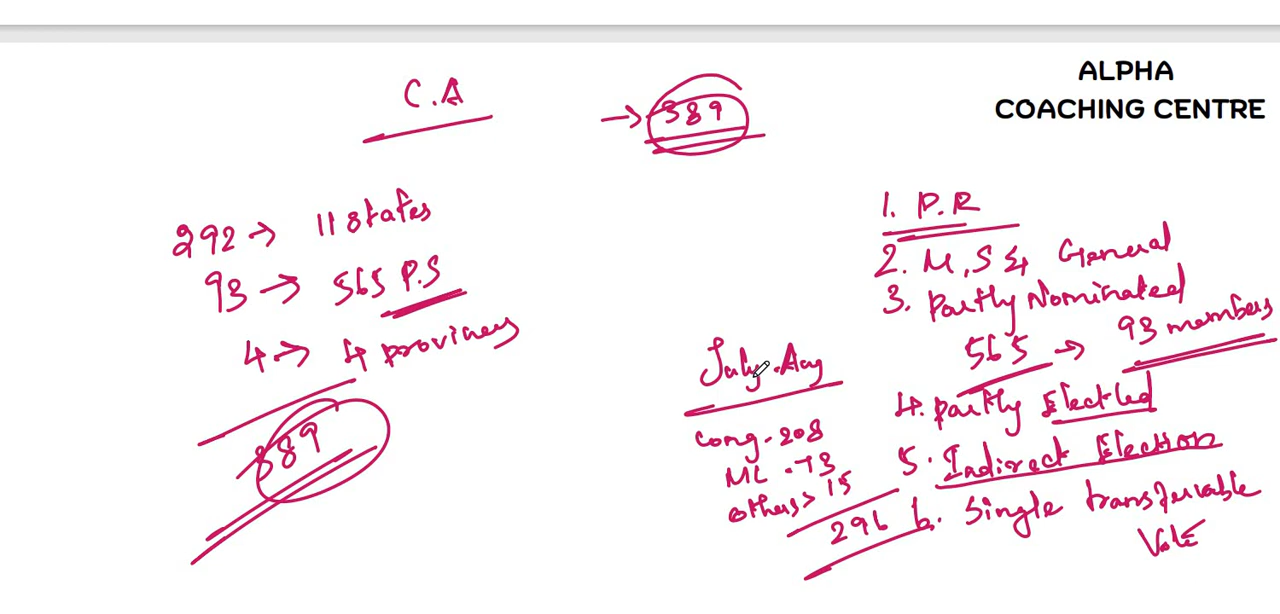 ALPHA
COACHING CENTRE
C.A
→ 389
292 → 11 states
93 → 565 P.S
4 → 4 provinces
389
1. P.R
2. M, S & General
3. Partly Nominated
565 → 93 members
4. Partly Elected
5. Indirect Election
6. Single transferable
Vote
July-Aug
Cong - 208
ML - 73
others > 15
296